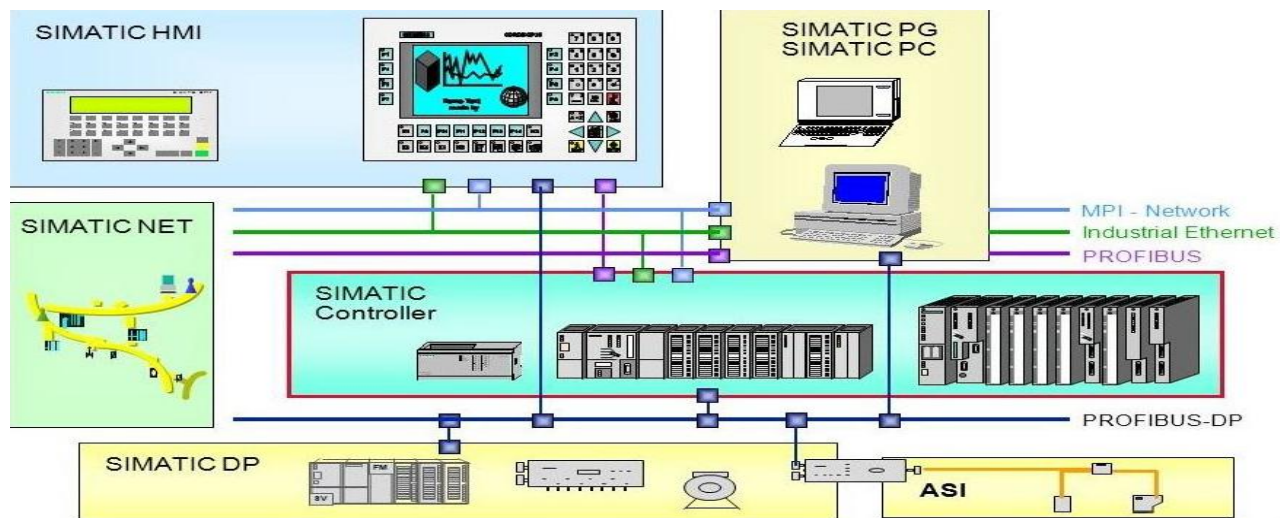 SIMATIC HMI
SIMATIC PG
SIMATIC PC
SIMATIC NET
MPI - Network
Industrial Ethernet
PROFIBUS
SIMATIC
Controller
PROFIBUS-DP
SIMATIC DP
FM
ASI